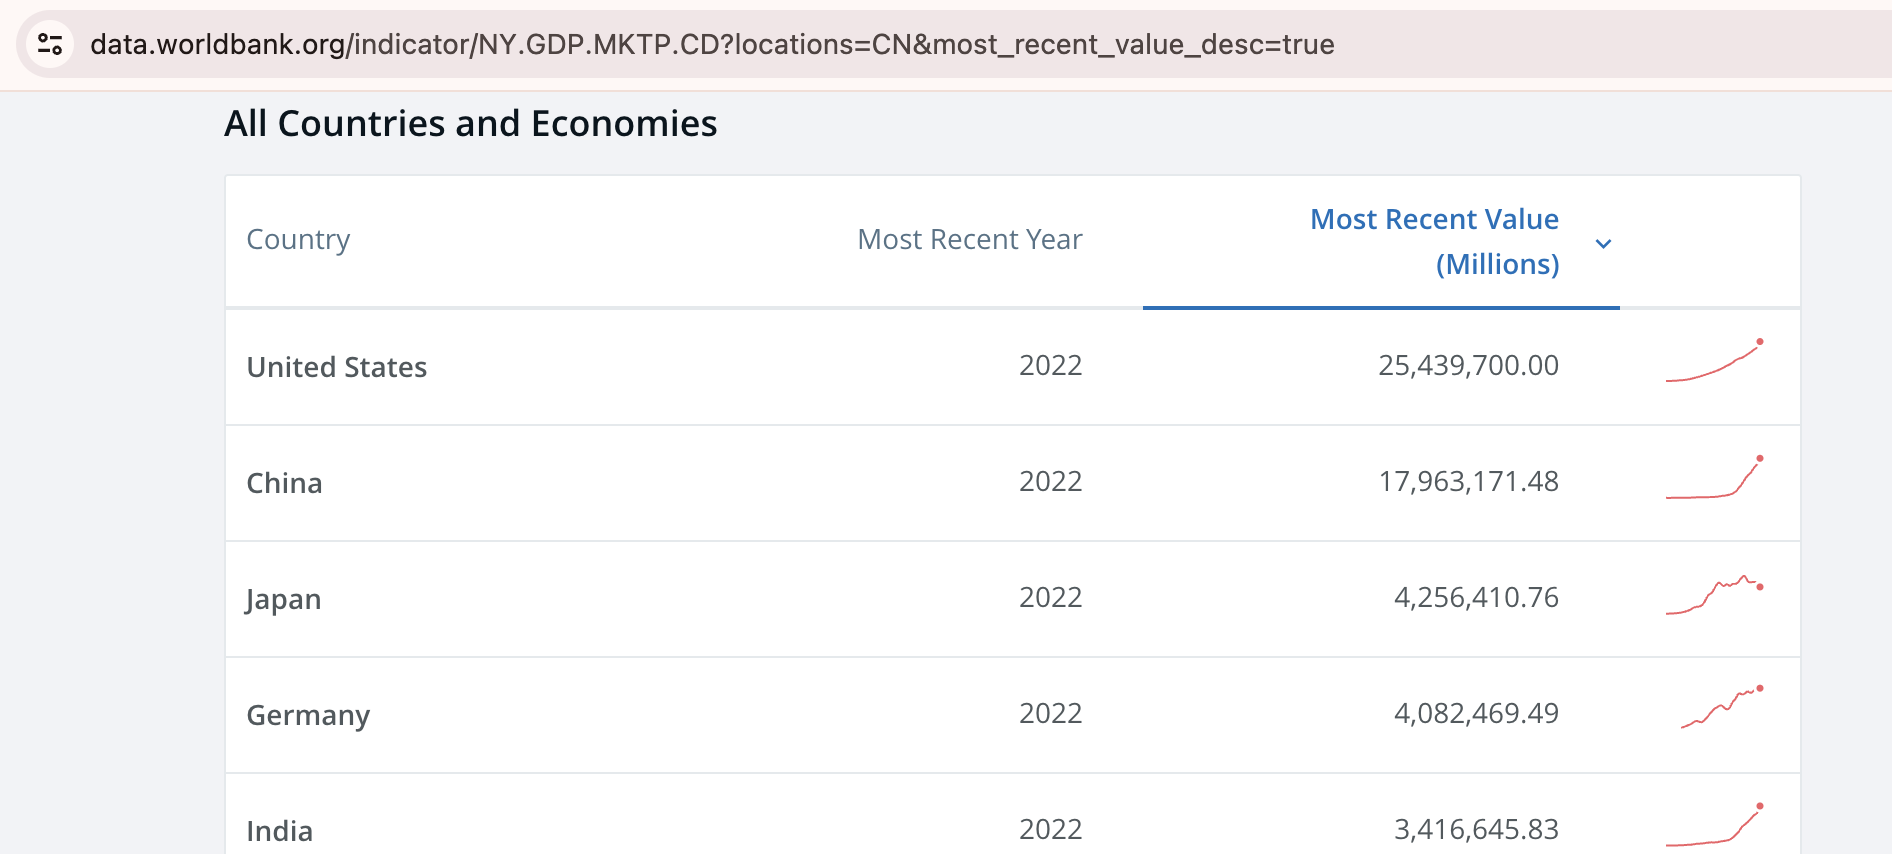 data.worldbank.org/indicator/NY.GDP.MKTP.CD?locations=CN&most_recent_value_desc=true
All Countries and Economies
Country Most Recent Year Most Recent Value
(Millions)
United States 2022 25,439,700.00
China 2022 17,963,171.48
Japan 2022 4,256,410.76
Germany 2022 4,082,469.49
India 2022 3,416,645.83